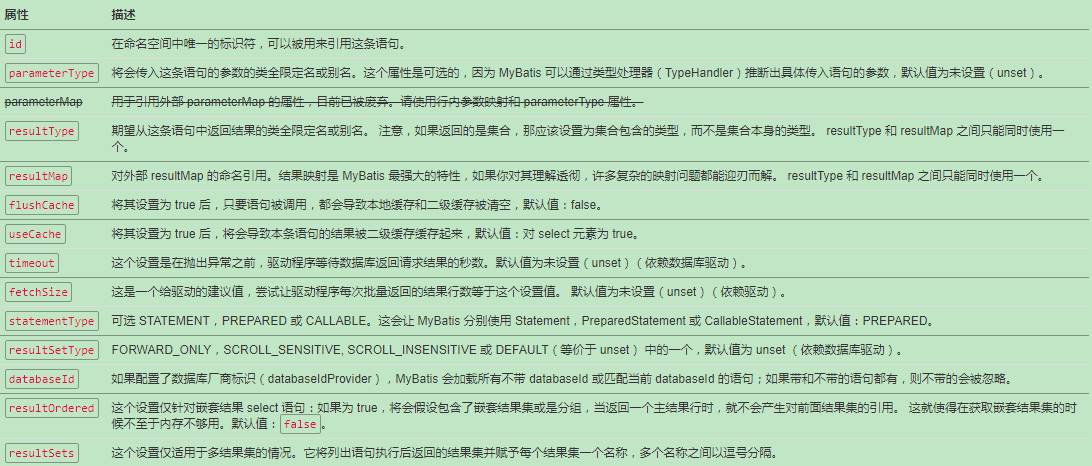 属性 描述
id 在命名空间中唯一的标识符，可以被用来引用这条语句。
parameterType 将会传入这条语句的参数的类全限定名或别名。这个属性是可选的，因为 MyBatis 可以通过类型处理器（TypeHandler）推断出具体传入语句的参数，默认值为未设置（unset）。
parameterMap 用于引用外部 parameterMap 的属性，目前已被废弃。请使用行内参数映射和 parameterType 属性。
resultType 期望从这条语句中返回结果的类全限定名或别名。 注意，如果返回的是集合，那应该设置为集合包含的类型，而不是集合本身的类型。 resultType 和 resultMap 之间只能同时使用一
个。
resultMap 对外部 resultMap 的命名引用。结果映射是 MyBatis 最强大的特性，如果你对其理解透彻，许多复杂的映射问题都能迎刃而解。 resultType 和 resultMap 之间只能同时使用一个。
flushCache 将其设置为 true 后，只要语句被调用，都会导致本地缓存和二级缓存被清空，默认值：false。
useCache 将其设置为 true 后，将会导致本条语句的结果被二级缓存缓存起来，默认值：对 select 元素为 true。
timeout 这个设置是在抛出异常之前，驱动程序等待数据库返回请求结果的秒数。默认值为未设置（unset）（依赖数据库驱动）。
fetchSize 这是一个给驱动的建议值，尝试让驱动程序每次批量返回的结果行数等于这个设置值。 默认值为未设置（unset）（依赖驱动）。
statementType 可选 STATEMENT，PREPARED 或 CALLABLE。这会让 MyBatis 分别使用 Statement，PreparedStatement 或 CallableStatement，默认值：PREPARED。
resultSetType FORWARD_ONLY，SCROLL_SENSITIVE, SCROLL_INSENSITIVE 或 DEFAULT（等价于 unset） 中的一个，默认值为 unset （依赖数据库驱动）。
databaseId 如果配置了数据库厂商标识（databaseIdProvider），MyBatis 会加载所有不带 databaseId 或匹配当前 databaseId 的语句；如果带和不带的语句都有，则不带的会被忽略。
resultOrdered 这个设置仅针对嵌套结果 select 语句：如果为 true，将会假设包含了嵌套结果集或是分组，当返回一个主结果行时，就不会产生对前面结果集的引用。 这就使得在获取嵌套结果集的时
候不至于内存不够用。默认值：false。
resultSets 这个设置仅适用于多结果集的情况。它将列出语句执行后返回的结果集并赋予每个结果集一个名称，多个名称之间以逗号分隔。